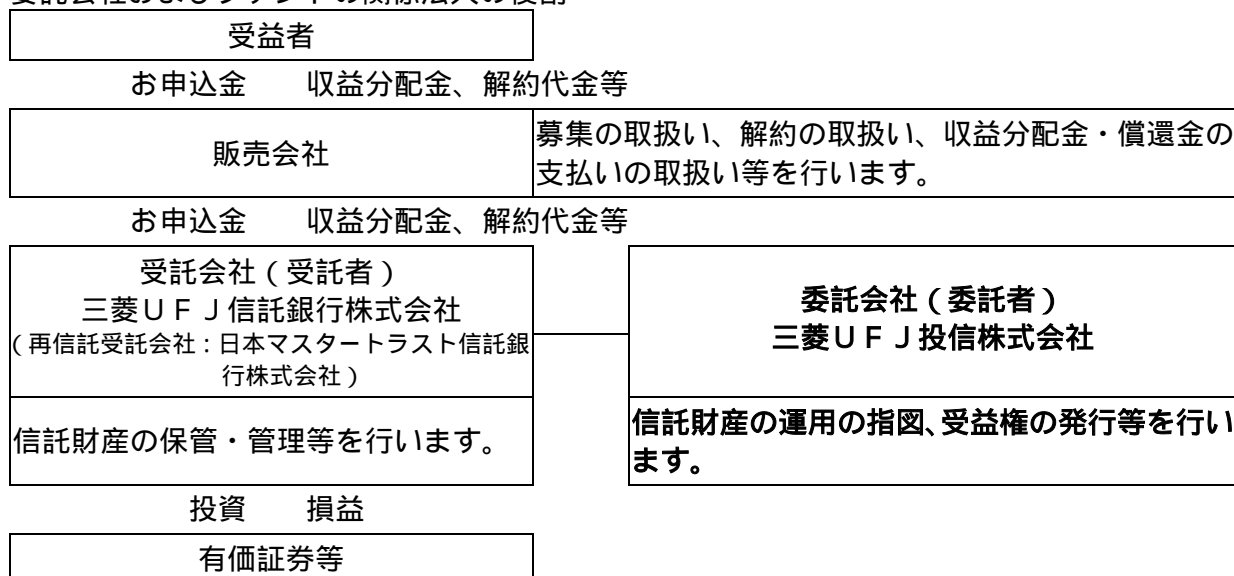 受益者
お申込金　　収益分配金、解約代金等
販売会社
募集の取扱い、解約の取扱い、収益分配金・償還金の
支払いの取扱い等を行います。
お申込金　　収益分配金、解約代金等
受託会社（受託者）
三菱ＵＦＪ信託銀行株式会社
（再信託受託会社：日本マスタートラスト信託銀
行株式会社）
委託会社（委託者）
三菱ＵＦＪ投信株式会社
信託財産の保管・管理等を行います。
信託財産の運用の指図、受益権の発行等を行い
ます。
投資　　損益
有価証券等